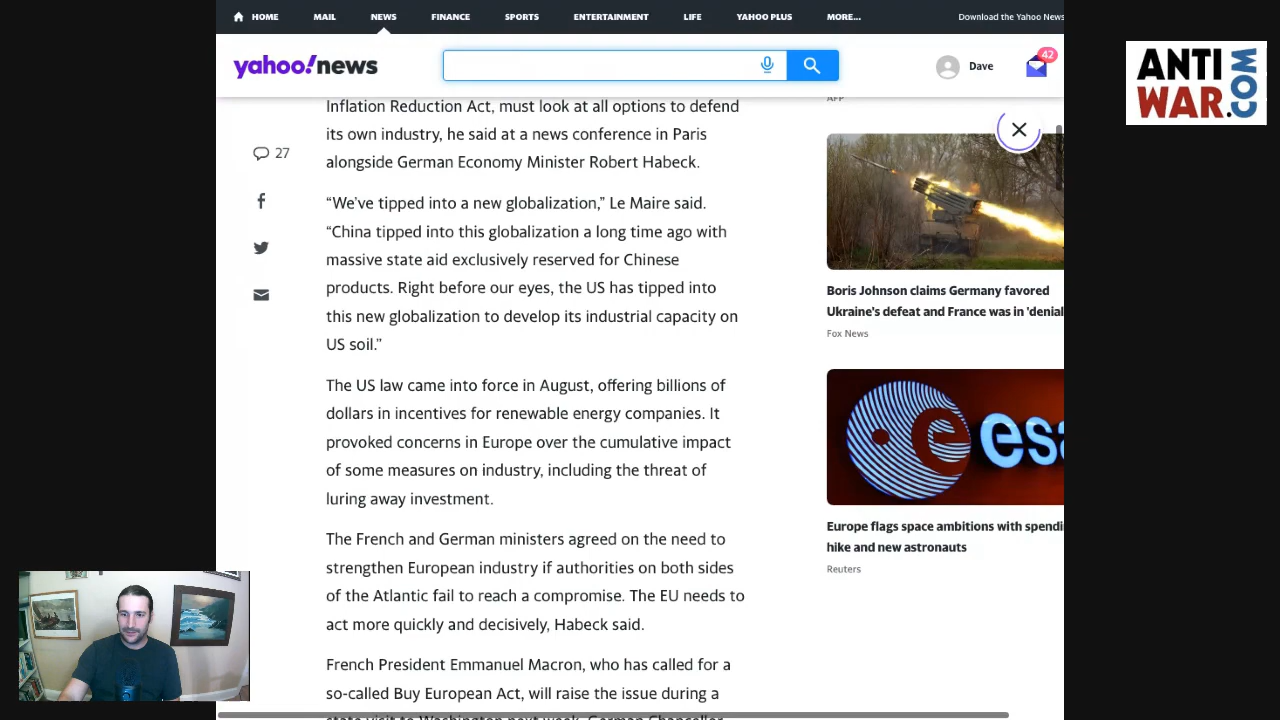 HOME MAIL NEWS FINANCE SPORTS ENTERTAINMENT LIFE YAHOO PLUS MORE... Download the Yahoo News
yahoo!news
Dave
42
ANTI
WAR.COM
AFP
27
Inflation Reduction Act, must look at all options to defend
its own industry, he said at a news conference in Paris
alongside German Economy Minister Robert Habeck.
“We’ve tipped into a new globalization,” Le Maire said.
“China tipped into this globalization a long time ago with
massive state aid exclusively reserved for Chinese
products. Right before our eyes, the US has tipped into
this new globalization to develop its industrial capacity on
US soil.”
The US law came into force in August, offering billions of
dollars in incentives for renewable energy companies. It
provoked concerns in Europe over the cumulative impact
of some measures on industry, including the threat of
luring away investment.
The French and German ministers agreed on the need to
strengthen European industry if authorities on both sides
of the Atlantic fail to reach a compromise. The EU needs to
act more quickly and decisively, Habeck said.
French President Emmanuel Macron, who has called for a
so-called Buy European Act, will raise the issue during a
state visit to Washington next week. German Chancellor
Boris Johnson claims Germany favored
Ukraine's defeat and France was in 'denial
Fox News
esa
Europe flags space ambitions with spendi
hike and new astronauts
Reuters